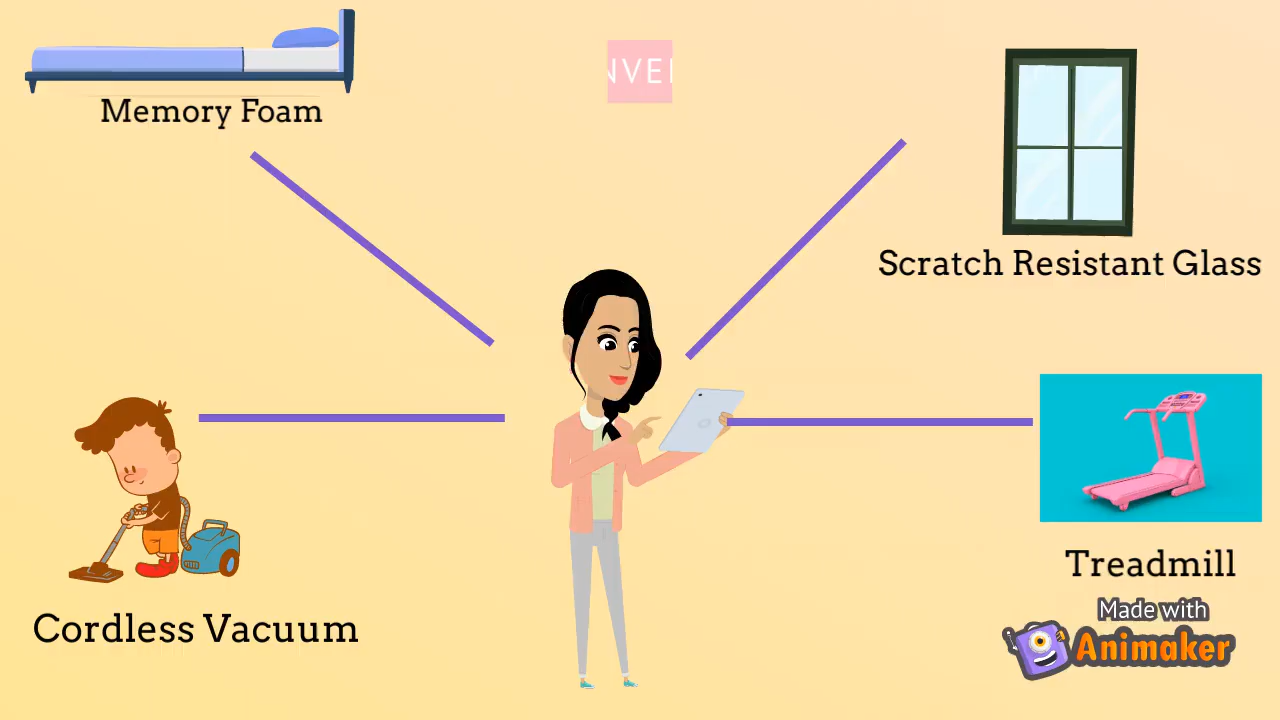 Memory Foam
Scratch Resistant Glass
Cordless Vacuum
Treadmill
Made with
Animaker